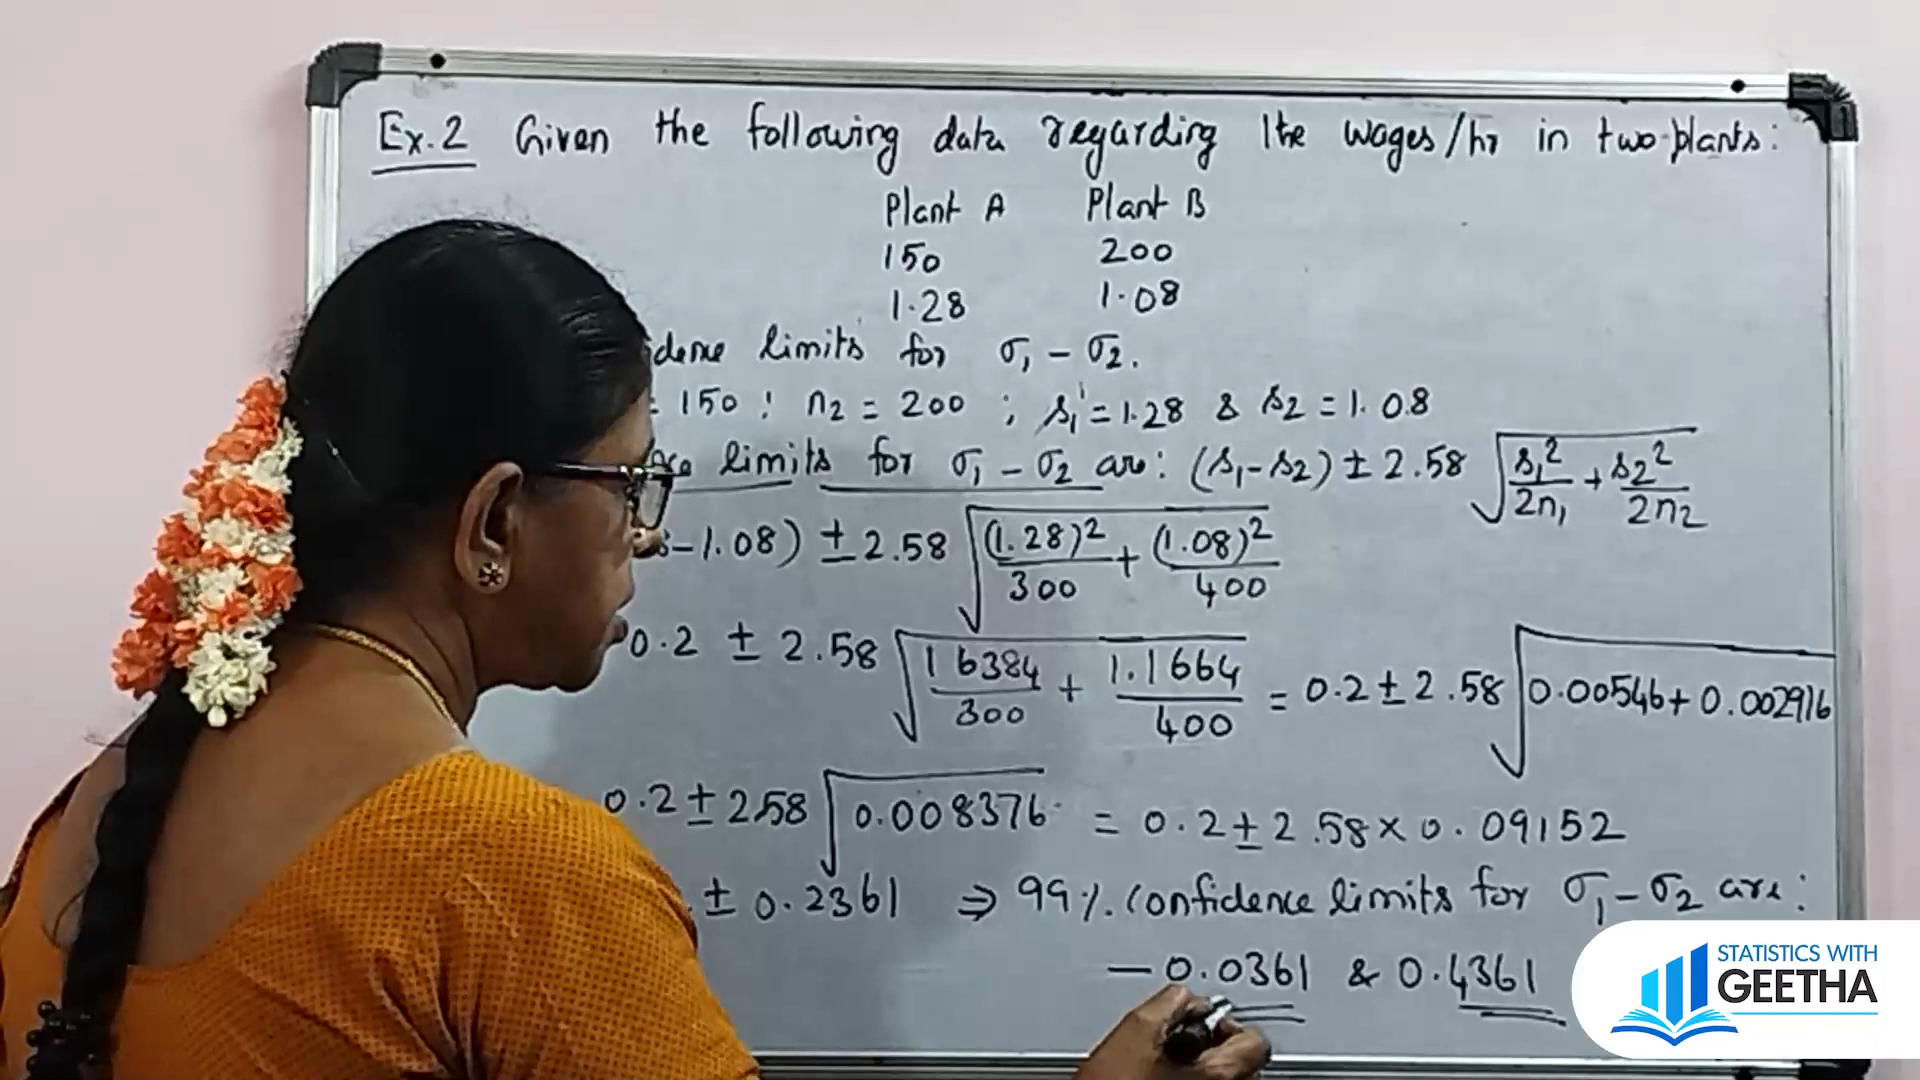 Ex.2 Given the following data regarding the wages/hr in two plants:
Plant A Plant B
150 200
1.28 1.08
limits for σ₁ - σ₂.
= 150 ; n₂ = 200 ; s₁ = 1.28 & s₂ = 1.08
limits for σ₁ - σ₂ are: (s₁-s₂) ± 2.58 √(s₁²/2n₁ + s₂²/2n₂)
-1.08) ± 2.58 √((1.28)²/300 + (1.08)²/400)
0.2 ± 2.58 √(1 6384/300 + 1.1664/400) = 0.2 ± 2.58 √(0.00546 + 0.002916
0.2 ± 2.58 √0.008376 = 0.2 ± 2.58 × 0.09152
± 0.2361 ⇒ 99% Confidence limits for σ₁ - σ₂ are:
-0.0361 & 0.4361
STATISTICS WITH
GEETHA